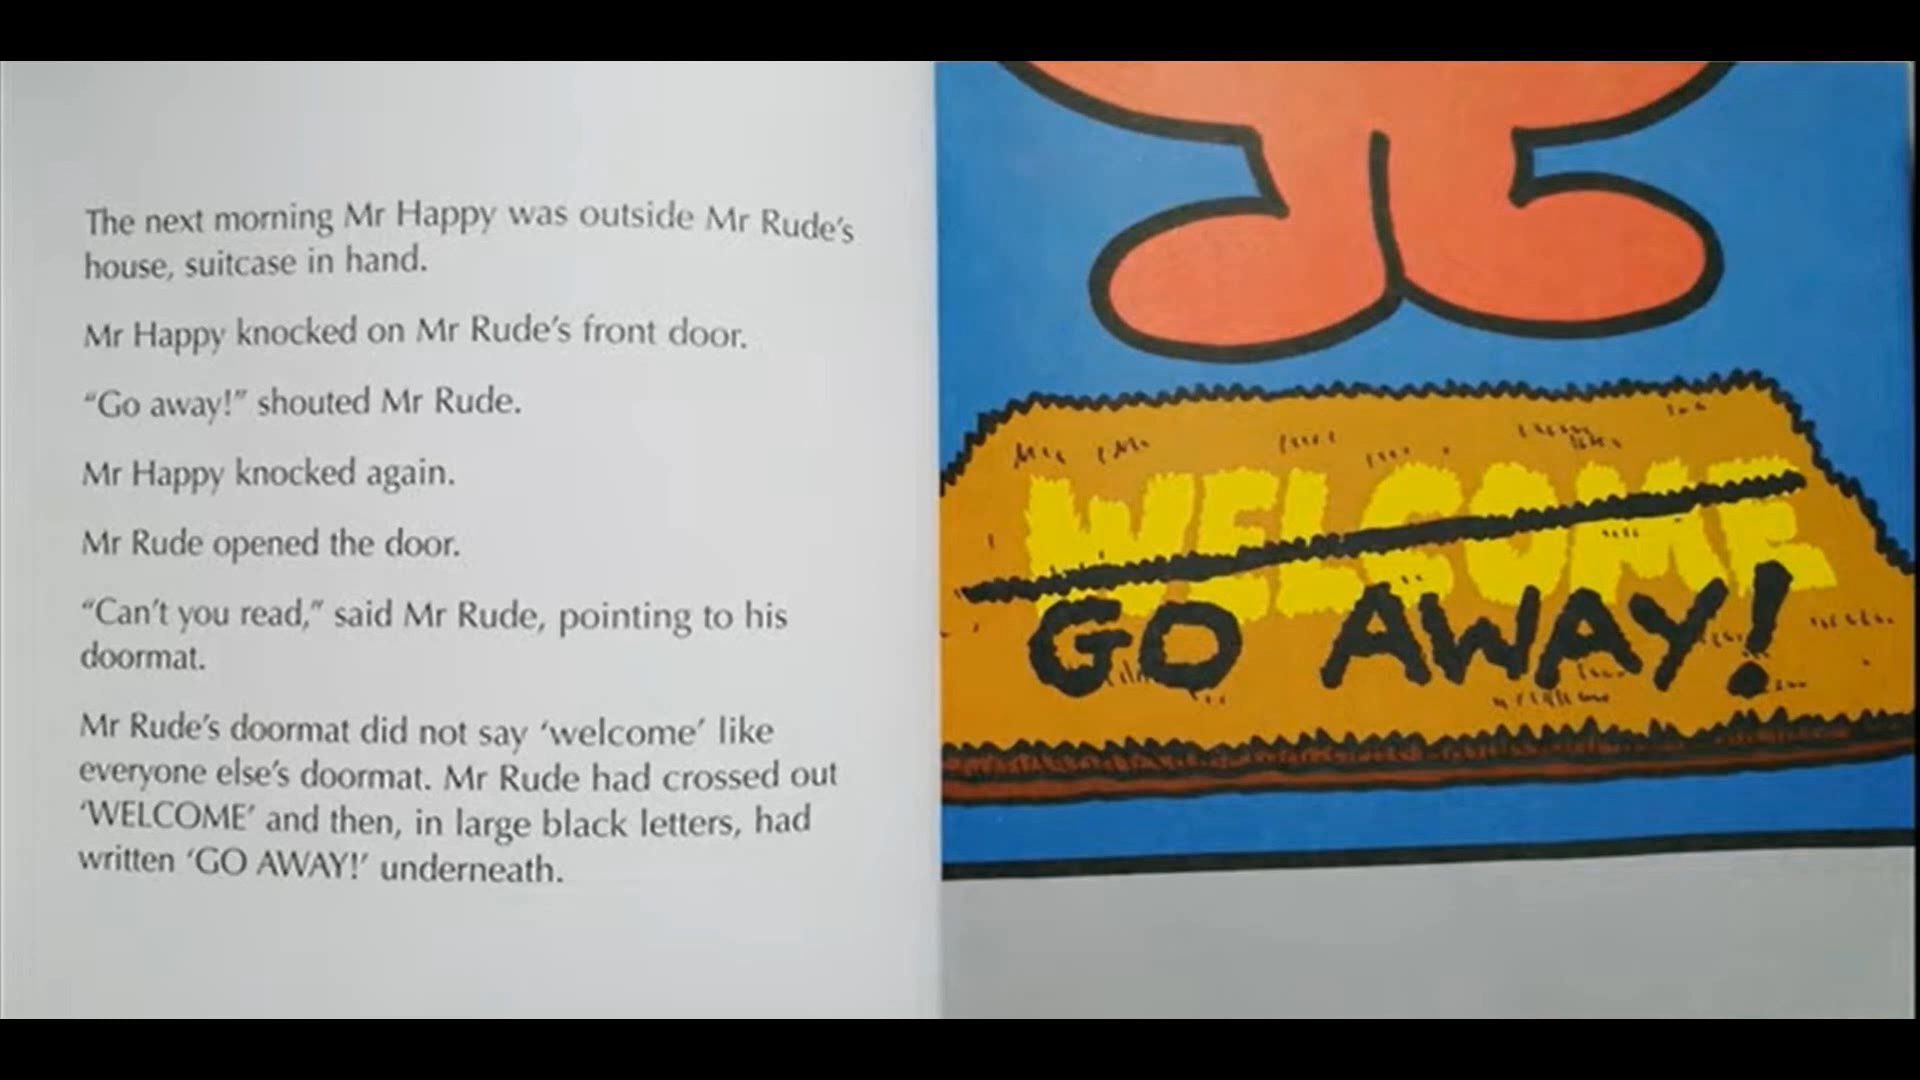 The next morning Mr Happy was outside Mr Rude's
house, suitcase in hand.
Mr Happy knocked on Mr Rude's front door.
“Go away!” shouted Mr Rude.
Mr Happy knocked again.
Mr Rude opened the door.
“Can't you read,” said Mr Rude, pointing to his
doormat.
Mr Rude's doormat did not say ‘welcome’ like
everyone else's doormat. Mr Rude had crossed out
‘WELCOME’ and then, in large black letters, had
written ‘GO AWAY!’ underneath.
WELCOME
GO AWAY!